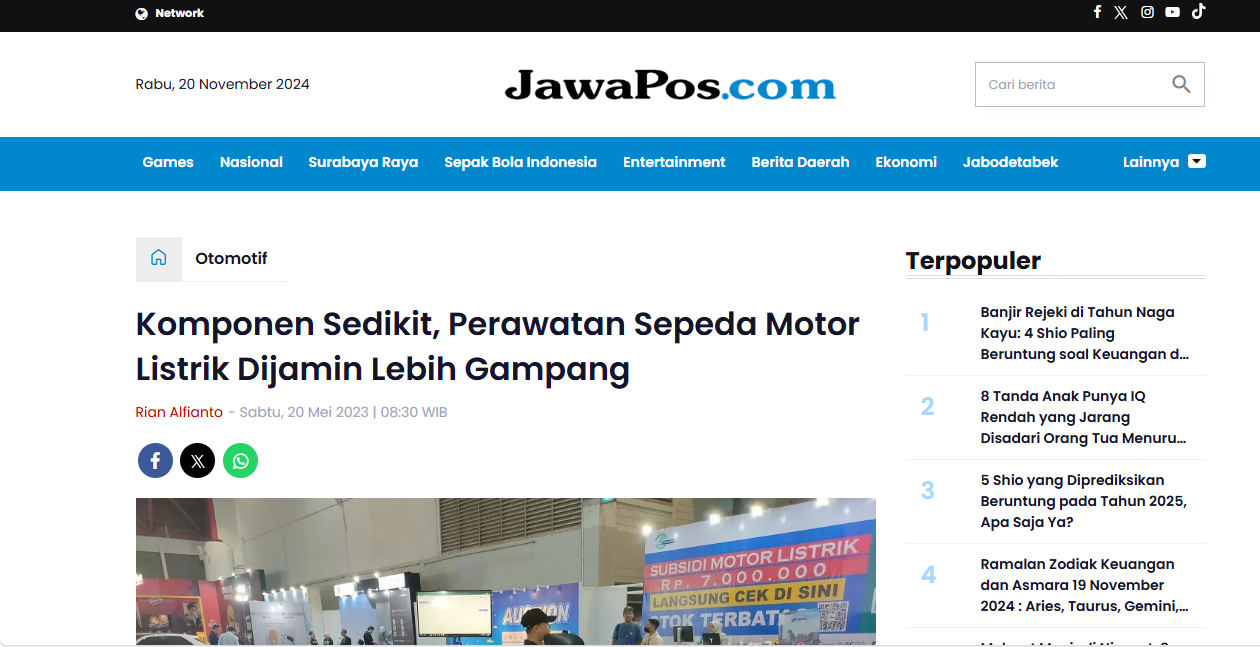 Network
Rabu, 20 November 2024
JawaPos.com
Cari berita
Games Nasional Surabaya Raya Sepak Bola Indonesia Entertainment Berita Daerah Ekonomi Jabodetabek Lainnya
Otomotif
Komponen Sedikit, Perawatan Sepeda Motor
Listrik Dijamin Lebih Gampang
Rian Alfianto - Sabtu, 20 Mei 2023 | 08:30 WIB
SUBSIDI MOTOR LISTRIK
Rp. 7.000.000
LANGSUNG CEK DI SINI
STOK TERBATAS
AUCTION
Terpopuler
1
Banjir Rejeki di Tahun Naga
Kayu: 4 Shio Paling
Beruntung soal Keuangan d...
2
8 Tanda Anak Punya IQ
Rendah yang Jarang
Disadari Orang Tua Menuru...
3
5 Shio yang Diprediksikan
Beruntung pada Tahun 2025,
Apa Saja Ya?
4
Ramalan Zodiak Keuangan
dan Asmara 19 November
2024 : Aries, Taurus, Gemini,...